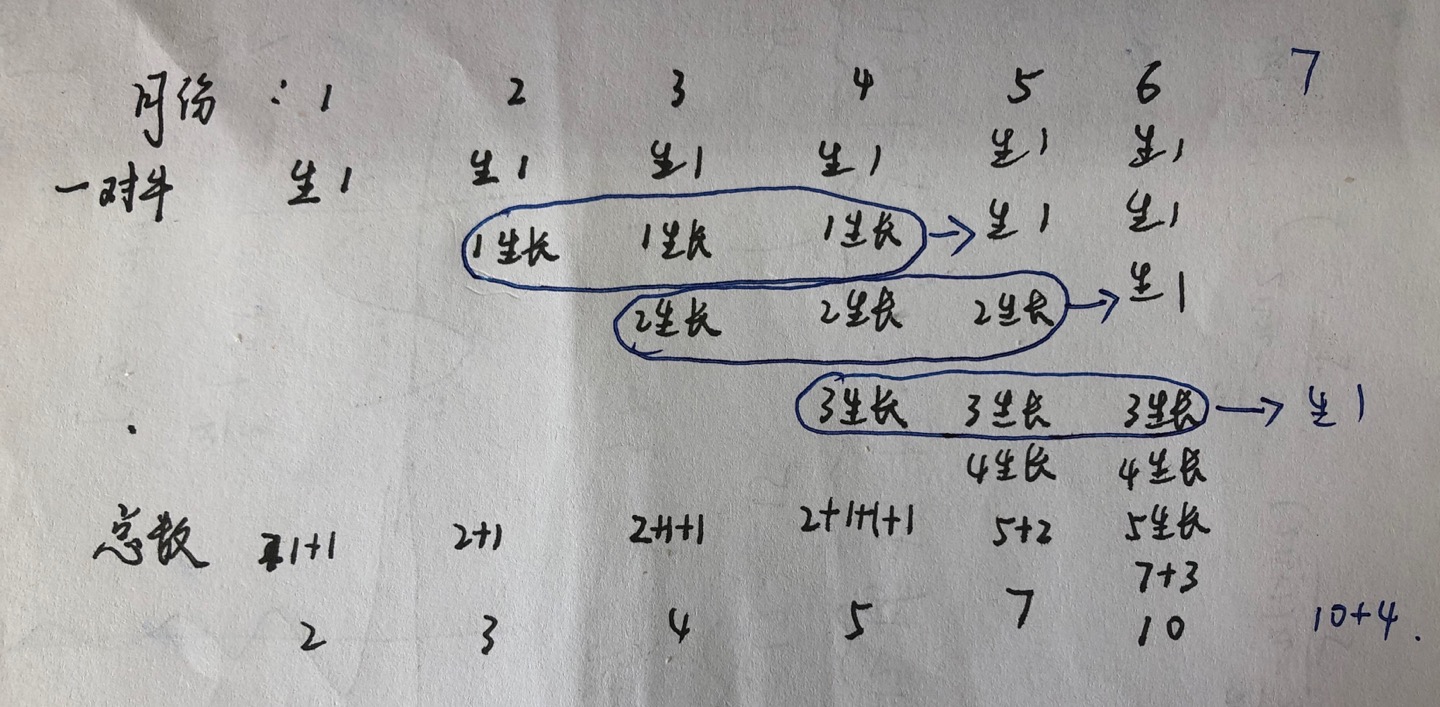 月份：1 2 3 4 5 6 7
一对牛 生1 生1 生1 生1 生1 生1
1生长 1生长 1生长 → 生1 生1
2生长 2生长 2生长 → 生1
3生长 3生长 3生长 → 生1
4生长 4生长
总数 1+1 2+1 2+1+1 2+1+1+1 5+2 5生长
7+3
2 3 4 5 7 10 10+4.